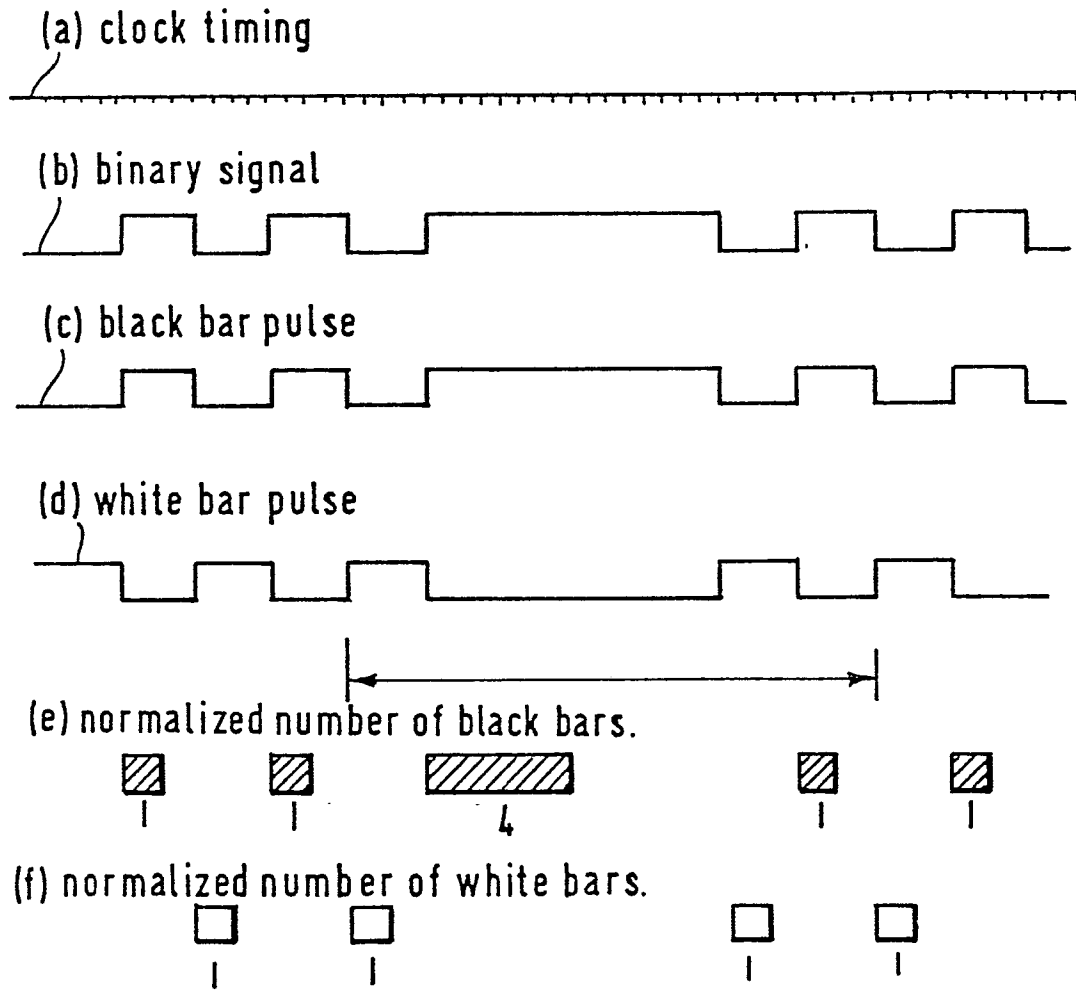 (a) clock timing
(b) binary signal
(c) black bar pulse
(d) white bar pulse
(e) normalized number of black bars.
1 1 4 1 1
(f) normalized number of white bars.
1 1 1 1